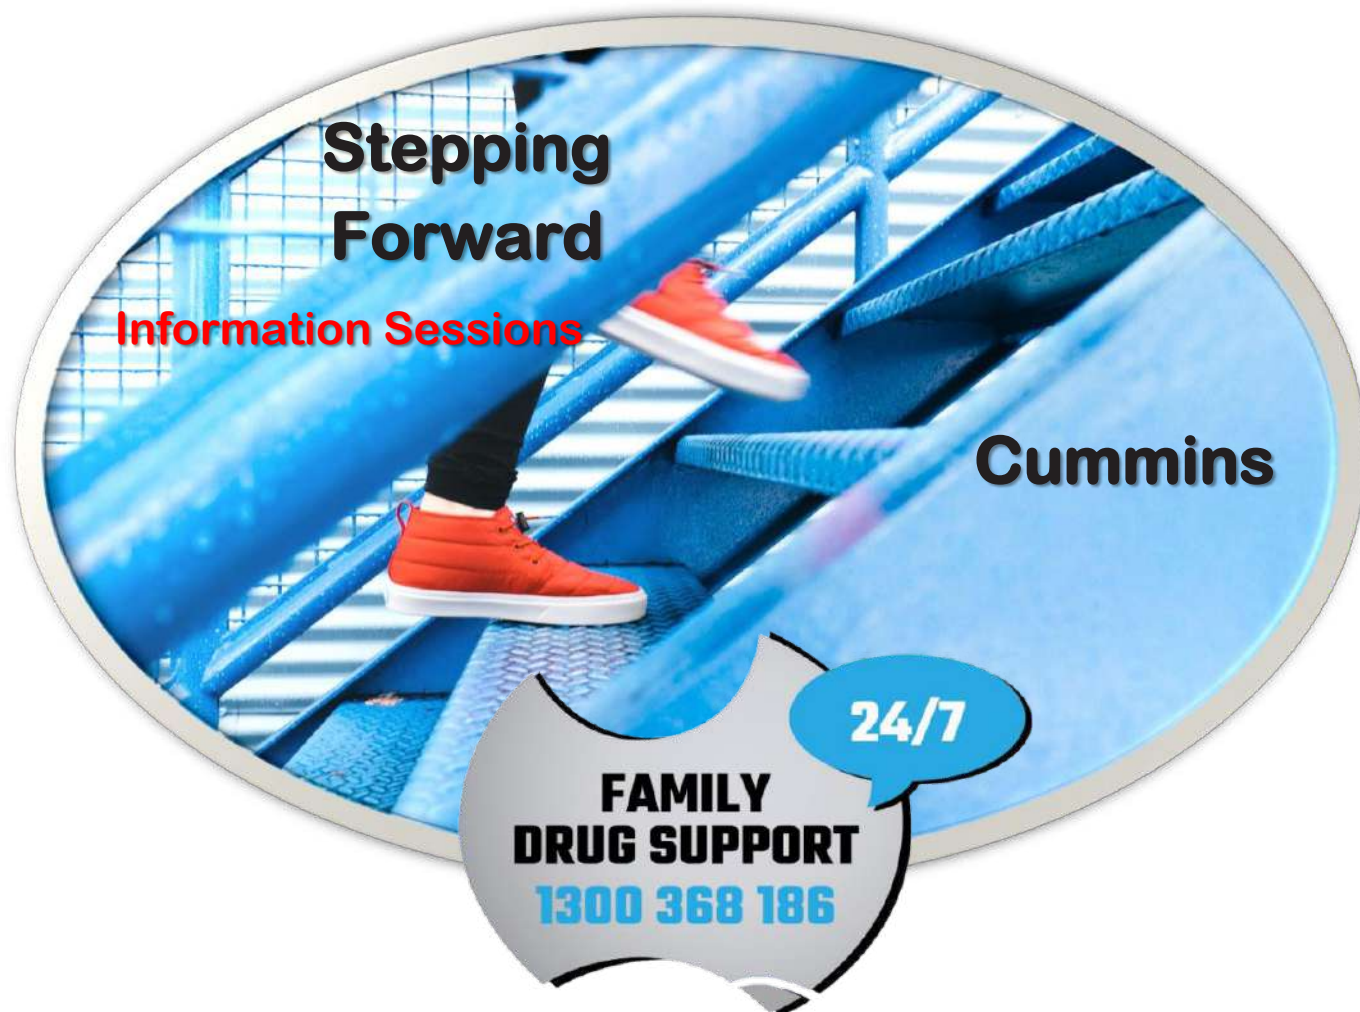 Stepping
Forward
Information Sessions
Cummins
24/7
FAMILY
DRUG SUPPORT
1300 368 186